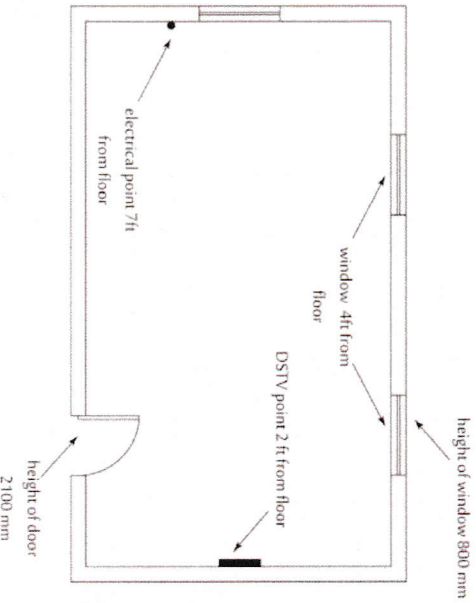 height of window 800 mm
window 4ft from
floor
DSTV point 2 ft from floor
electrical point 7ft
from floor
height of door
2100 mm